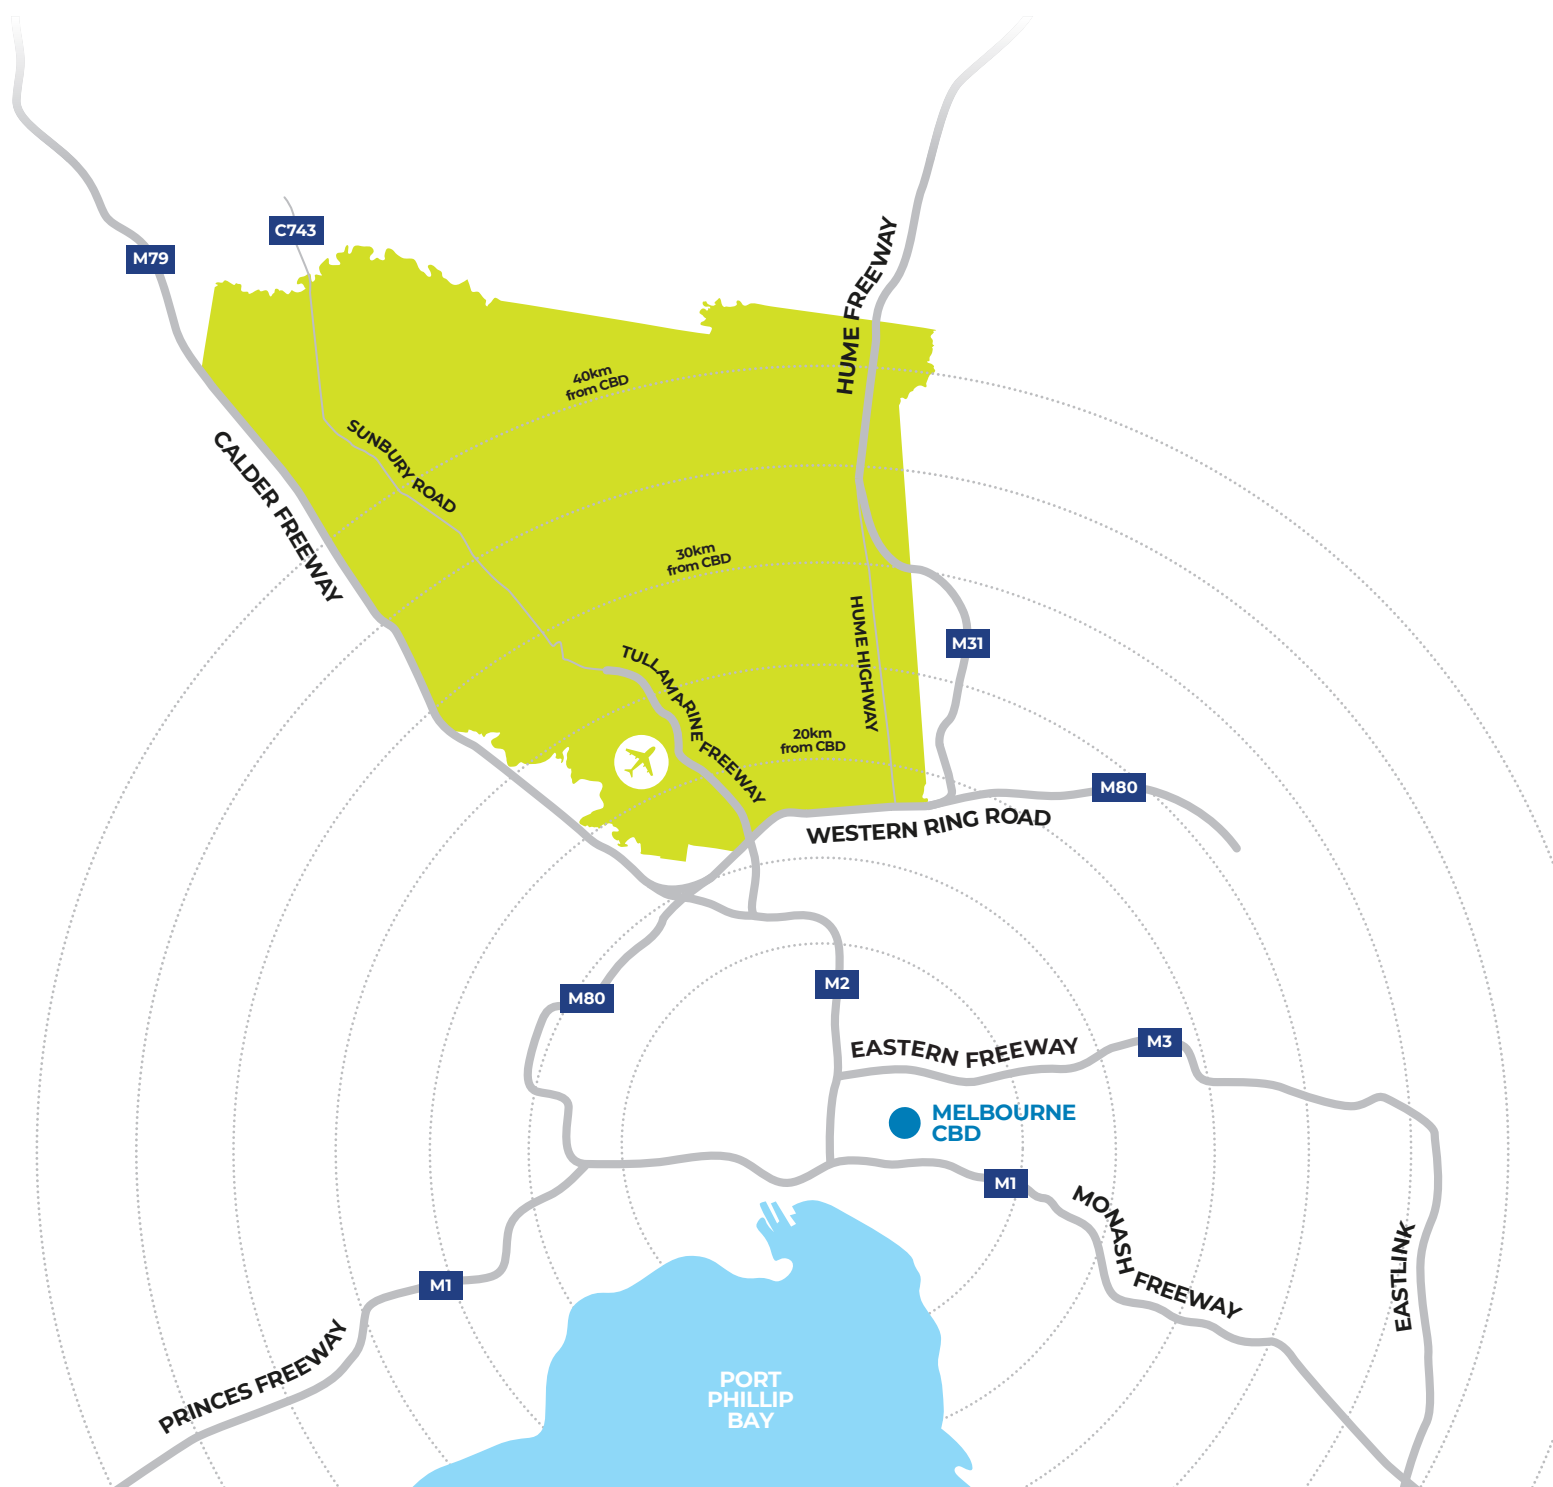 C743
M79
HUME FREEWAY
40km
from CBD
SUNBURY ROAD
CALDER FREEWAY
30km
from CBD
HUME HIGHWAY
M31
TULLAMARINE FREEWAY
20km
from CBD
M80
WESTERN RING ROAD
M2
M80
EASTERN FREEWAY
M3
MELBOURNE
CBD
M1
MONASH FREEWAY
EASTLINK
M1
PRINCES FREEWAY
PORT
PHILLIP
BAY